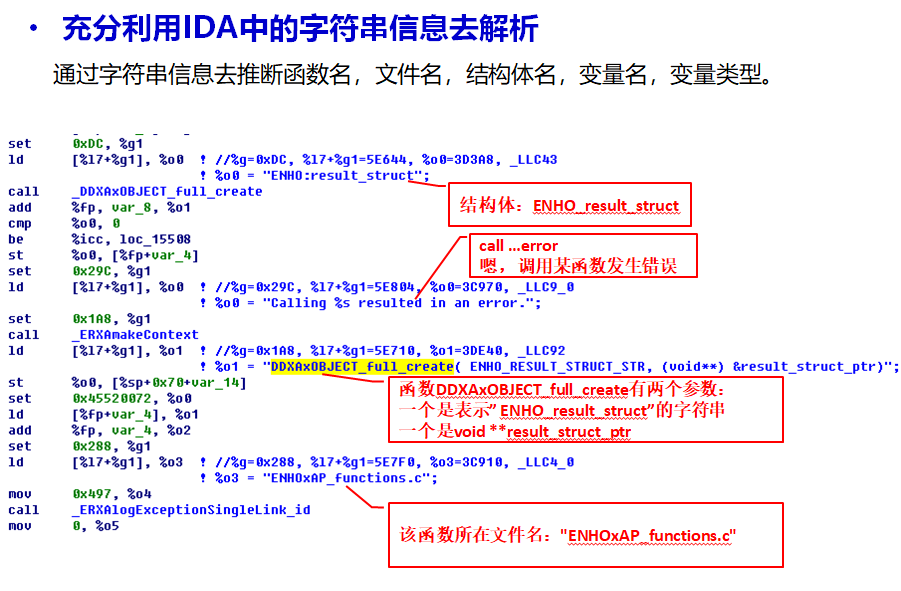 • 充分利用IDA中的字符串信息去解析
通过字符串信息去推断函数名，文件名，结构体名，变量名，变量类型。
set 0xDC, %g1
ld [%l7+%g1], %o0 ! //%g=0xDC, %l7+%g1=5E644, %o0=3D3A8, _LLC43
! %o0 = "ENHO:result_struct";
call _DDXAxOBJECT_full_create
add %fp, var_8, %o1
cmp %o0, 0
be %icc, loc_15508
st %o0, [%fp+var_4]
set 0x29C, %g1
ld [%l7+%g1], %o0 ! //%g=0x29C, %l7+%g1=5E804, %o0=3C970, _LLC9_0
! %o0 = "Calling %s resulted in an error.";
set 0x1A8, %g1
call _ERXAmakeContext
ld [%l7+%g1], %o1 ! //%g=0x1A8, %l7+%g1=5E710, %o1=3DE40, _LLC92
! %o1 = "DDXAxOBJECT_full_create( ENHO_RESULT_STRUCT_STR, (void**) &result_struct_ptr)";
st %o0, [%sp+0x70+var_14]
set 0x45520072, %o0
ld [%fp+var_4], %o1
add %fp, var_4, %o2
set 0x288, %g1
ld [%l7+%g1], %o3 ! //%g=0x288, %l7+%g1=5E7F0, %o3=3C910, _LLC4_0
! %o3 = "ENHOxAP_functions.c";
mov 0x497, %o4
call _ERXAlogExceptionSingleLink_id
mov 0, %o5
结构体：ENHO_result_struct
call ...error
嗯，调用某函数发生错误
函数DDXAxOBJECT_full_create有两个参数：
一个是表示”ENHO_result_struct”的字符串
一个是void **result_struct_ptr
该函数所在文件名："ENHOxAP_functions.c"